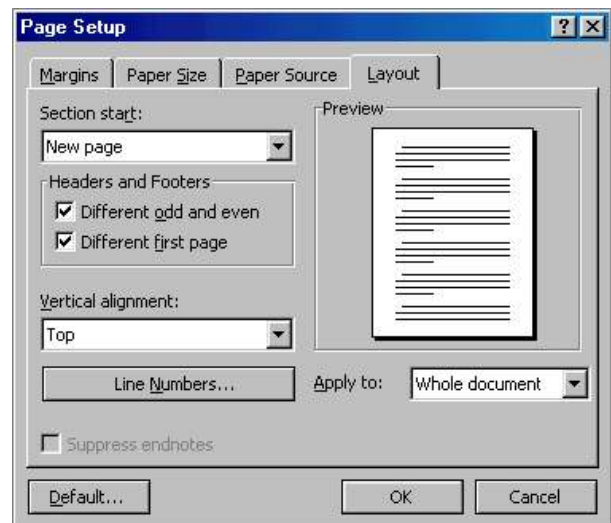 Page Setup
Margins
Paper Size
Paper Source
Layout
Section start:
New page
Headers and Footers
Different odd and even
Different first page
Vertical alignment:
Top
Line Numbers...
Suppress endnotes
Preview
Apply to:
Whole document
Default...
OK
Cancel